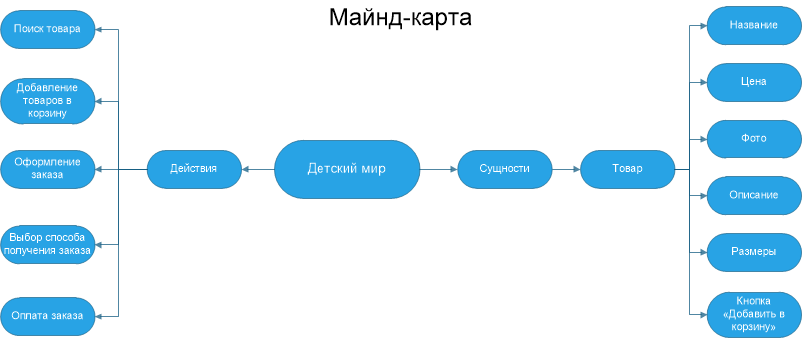 Майнд-карта
Поиск товара
Добавление
товаров в
корзину
Оформление
заказа
Выбор способа
получения заказа
Оплата заказа
Действия
Детский мир
Сущности
Товар
Название
Цена
Фото
Описание
Размеры
Кнопка
«Добавить в
корзину»